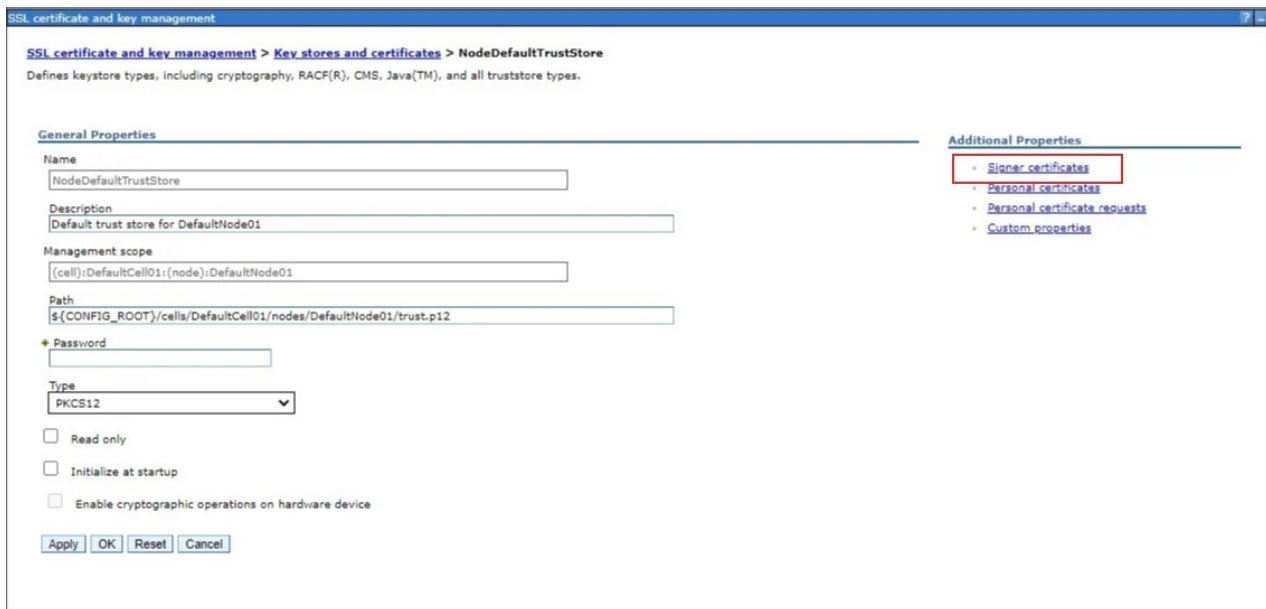 SSL certificate and key management
? -
SSL certificate and key management > Key stores and certificates > NodeDefaultTrustStore
Defines keystore types, including cryptography, RACF(R), CMS, Java(TM), and all truststore types.
General Properties
Name
NodeDefaultTrustStore
Description
Default trust store for DefaultNode01
Management scope
(cell):DefaultCell01:(node):DefaultNode01
Path
${CONFIG_ROOT}/cells/DefaultCell01/nodes/DefaultNode01/trust.p12
Password
Type
PKCS12
Read only
Initialize at startup
Enable cryptographic operations on hardware device
Apply OK Reset Cancel
Additional Properties
Signer certificates
Personal certificates
Personal certificate requests
Custom properties